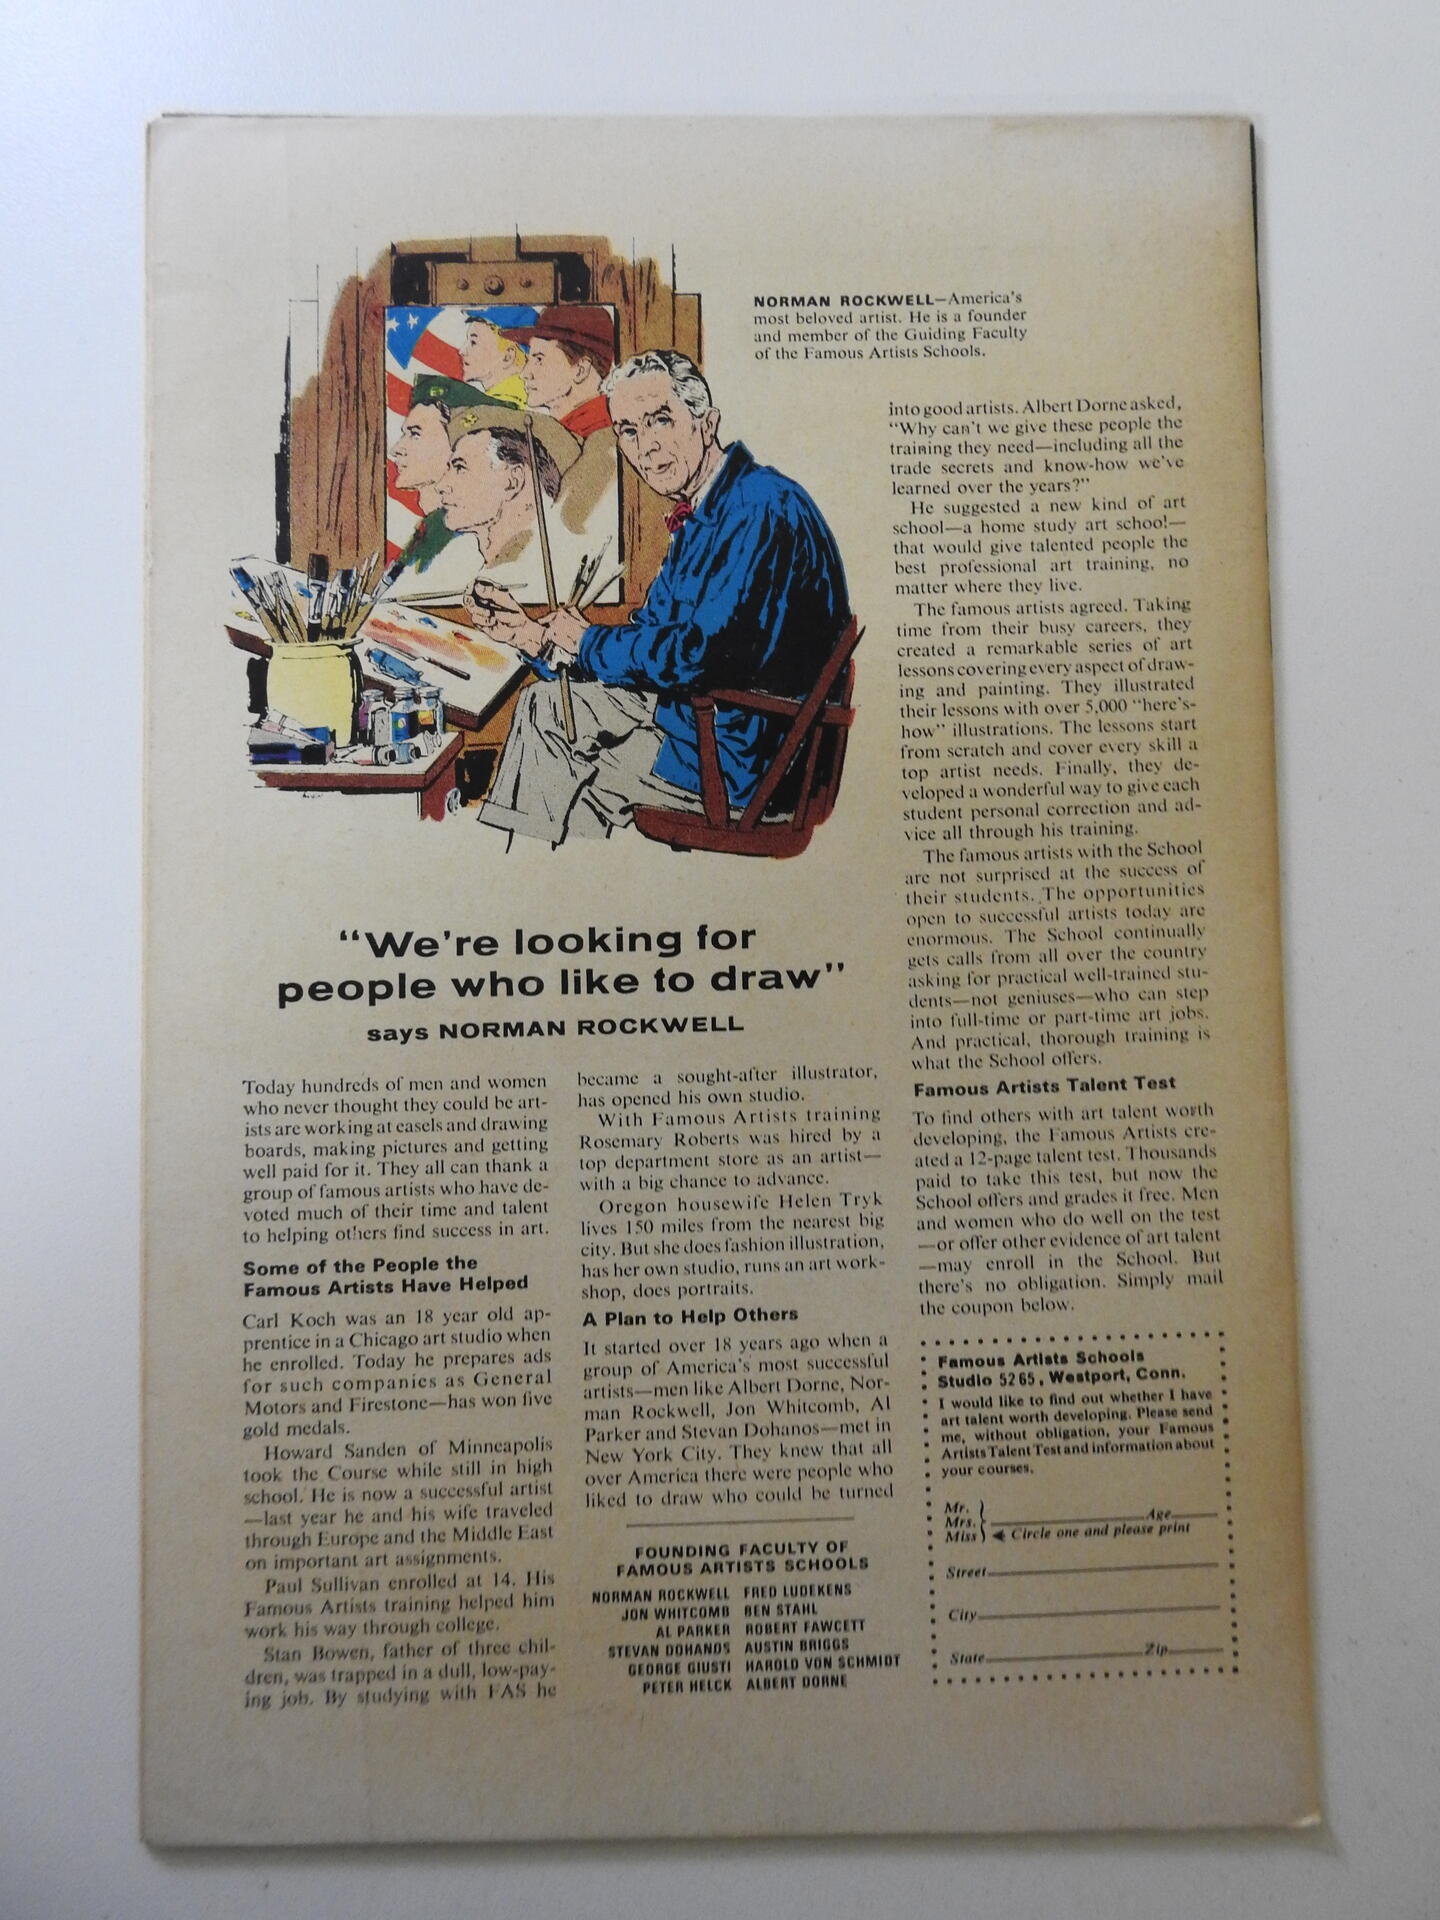 NORMAN ROCKWELL—America's
most beloved artist. He is a founder
and member of the Guiding Faculty
of the Famous Artists Schools.
"We're looking for
people who like to draw"
says NORMAN ROCKWELL
Today hundreds of men and women
who never thought they could be art-
ists are working at easels and drawing
boards, making pictures and getting
well paid for it. They all can thank a
group of famous artists who have de-
voted much of their time and talent
to helping others find success in art.
Some of the People the
Famous Artists Have Helped
Carl Koch was an 18 year old ap-
prentice in a Chicago art studio when
he enrolled. Today he prepares ads
for such companies as General
Motors and Firestone—has won five
gold medals.
Howard Sanden of Minneapolis
took the Course while still in high
school. He is now a successful artist
—last year he and his wife traveled
through Europe and the Middle East
on important art assignments.
Paul Sullivan enrolled at 14. His
Famous Artists training helped him
work his way through college.
Stan Bowen, father of three chil-
dren, was trapped in a dull, low-pay-
ing job. By studying with FAS he
became a sought-after illustrator,
has opened his own studio.
With Famous Artists training
Rosemary Roberts was hired by a
top department store as an artist—
with a big chance to advance.
Oregon housewife Helen Tryk
lives 150 miles from the nearest big
city. But she does fashion illustration,
has her own studio, runs an art work-
shop, does portraits.
A Plan to Help Others
It started over 18 years ago when a
group of America's most successful
artists—men like Albert Dorne, Nor-
man Rockwell, Jon Whitcomb, Al
Parker and Stevan Dohanos—met in
New York City. They knew that all
over America there were people who
liked to draw who could be turned
into good artists. Albert Dorne asked,
"Why can't we give these people the
training they need—including all the
trade secrets and know-how we've
learned over the years?"
He suggested a new kind of art
school—a home study art school—
that would give talented people the
best professional art training, no
matter where they live.
The famous artists agreed. Taking
time from their busy careers, they
created a remarkable series of art
lessons covering every aspect of draw-
ing and painting. They illustrated
their lessons with over 5,000 "here's-
how" illustrations. The lessons start
from scratch and cover every skill a
top artist needs. Finally, they de-
veloped a wonderful way to give each
student personal correction and ad-
vice all through his training.
The famous artists with the School
are not surprised at the success of
their students. The opportunities
open to successful artists today are
enormous. The School continually
gets calls from all over the country
asking for practical well-trained stu-
dents—not geniuses—who can step
into full-time or part-time art jobs.
And practical, thorough training is
what the School offers.
Famous Artists Talent Test
To find others with art talent worth
developing, the Famous Artists cre-
ated a 12-page talent test. Thousands
paid to take this test, but now the
School offers and grades it free. Men
and women who do well on the test
—or offer other evidence of art talent
—may enroll in the School. But
there's no obligation. Simply mail
the coupon below.
FOUNDING FACULTY OF
FAMOUS ARTISTS SCHOOLS
NORMAN ROCKWELL FRED LUDEKENS
JON WHITCOMB BEN STAHL
AL PARKER ROBERT FAWCETT
STEVAN DOHANOS AUSTIN BRIGGS
GEORGE GIUSTI HAROLD VON SCHMIDT
PETER HELCK ALBERT DORNE
Famous Artists Schools
Studio 5265, Westport, Conn.
I would like to find out whether I have
art talent worth developing. Please send
me, without obligation, your Famous
Artists Talent Test and information about
your courses.
Mr.
Mrs. Age
Miss Circle one and please print
Street
City
State Zip